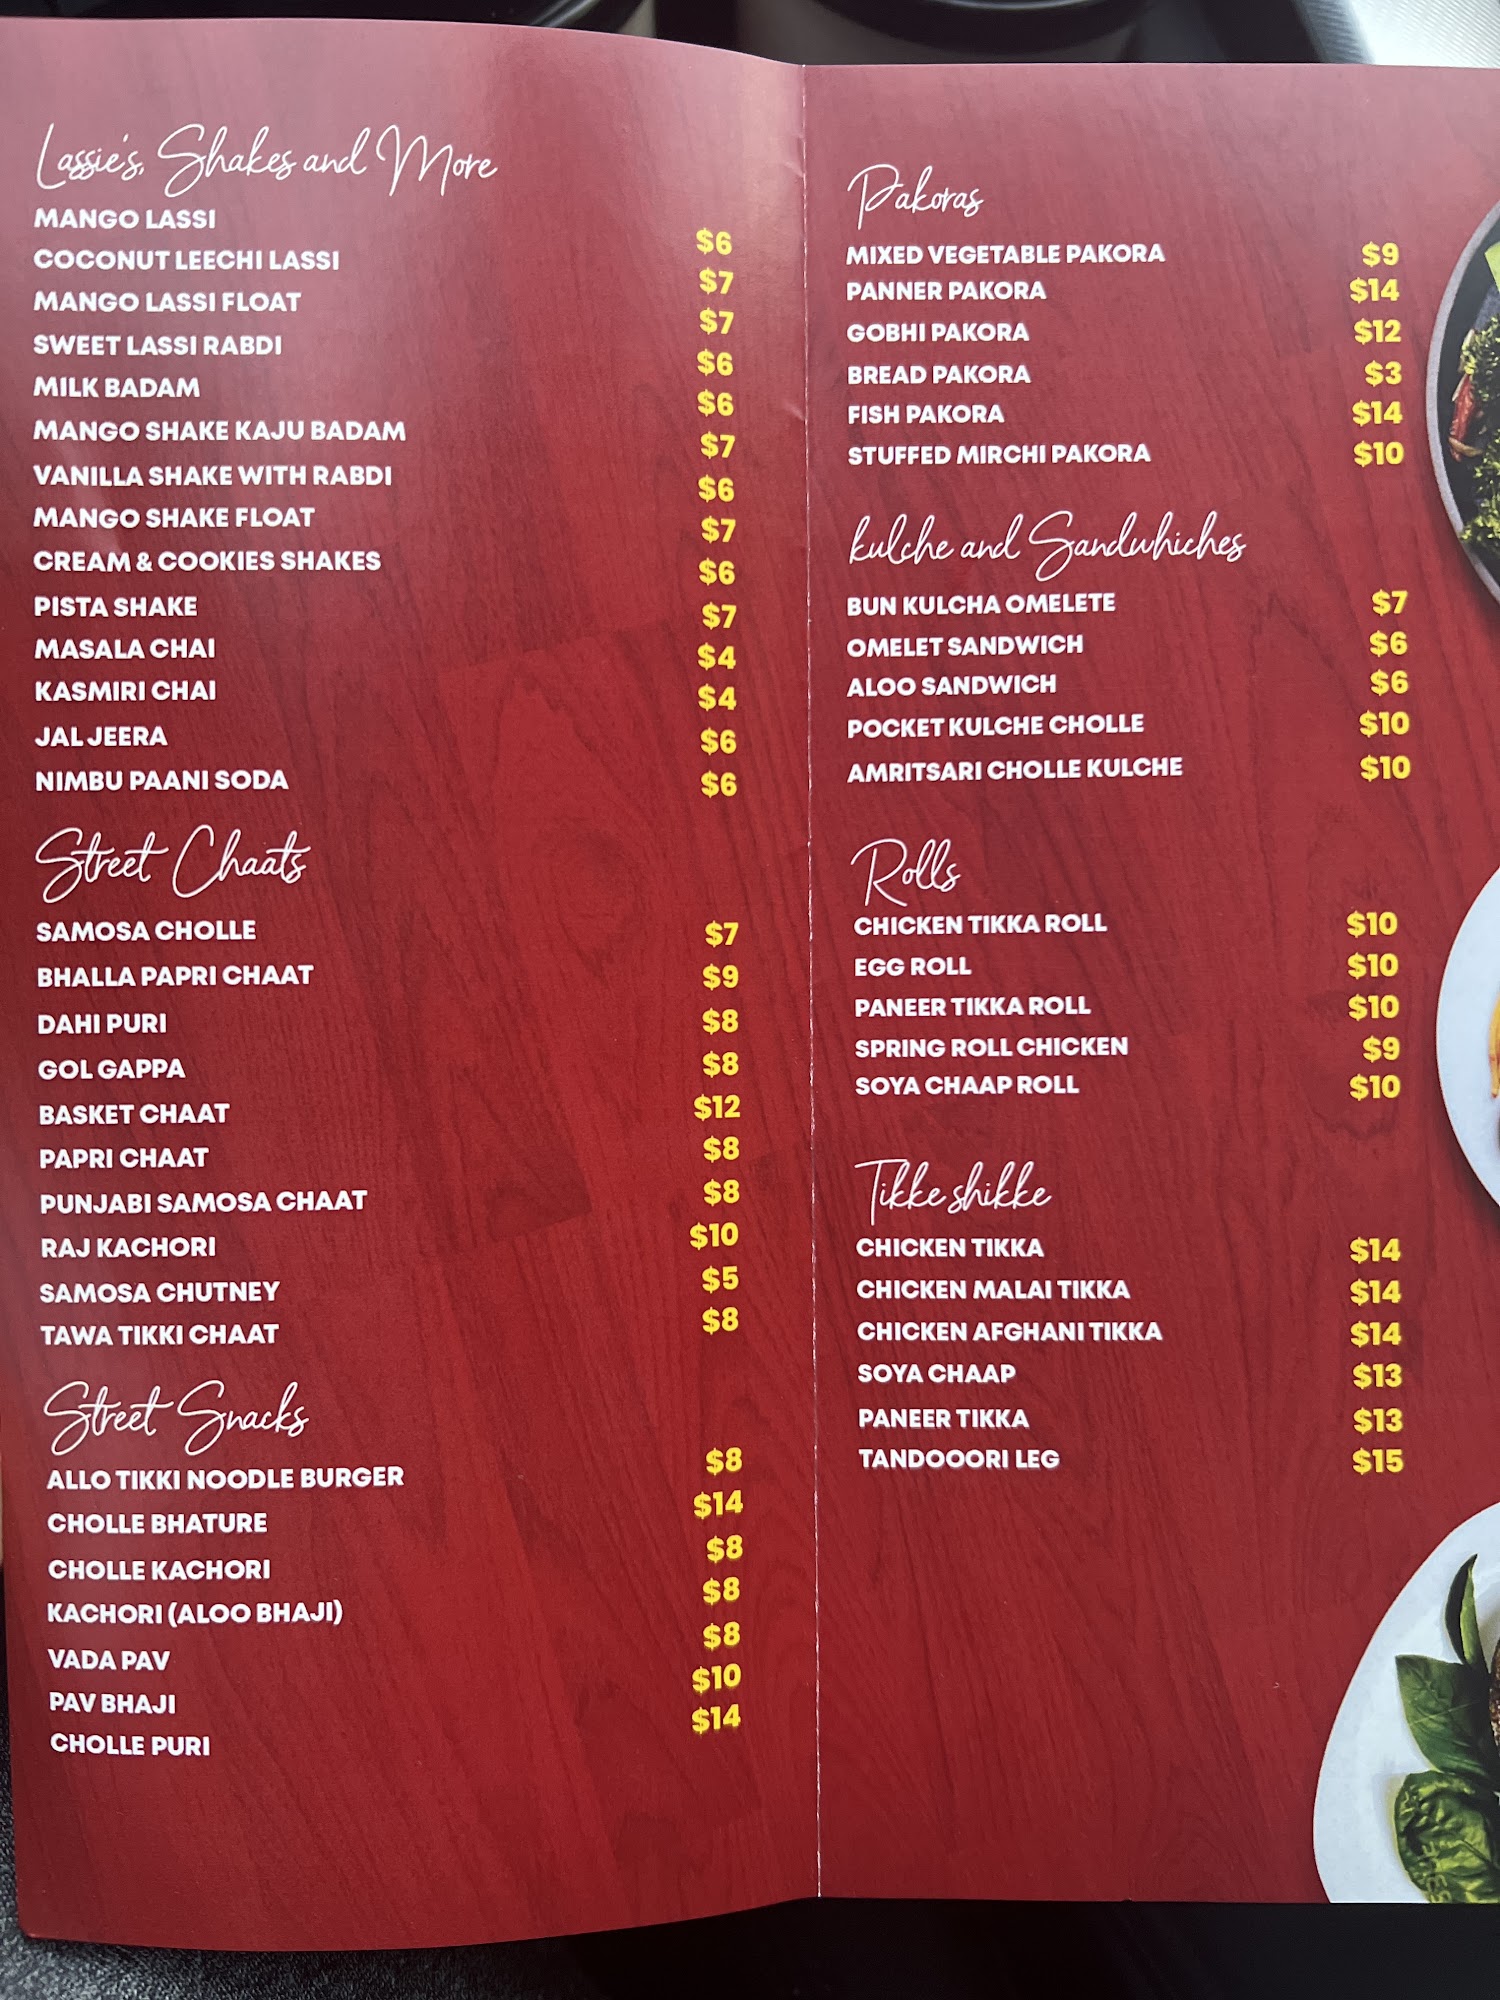 Lassie's, Shakes and More
MANGO LASSI $6
COCONUT LEECHI LASSI $7
MANGO LASSI FLOAT $7
SWEET LASSI RABDI $6
MILK BADAM $6
MANGO SHAKE KAJU BADAM $7
VANILLA SHAKE WITH RABDI $6
MANGO SHAKE FLOAT $7
CREAM & COOKIES SHAKES $6
PISTA SHAKE $7
MASALA CHAI $4
KASMIRI CHAI $4
JAL JEERA $6
NIMBU PAANI SODA $6
Street Chaats
SAMOSA CHOLLE $7
BHALLA PAPRI CHAAT $9
DAHI PURI $8
GOL GAPPA $8
BASKET CHAAT $12
PAPRI CHAAT $8
PUNJABI SAMOSA CHAAT $8
RAJ KACHORI $10
SAMOSA CHUTNEY $5
TAWA TIKKI CHAAT $8
Street Snacks
ALLO TIKKI NOODLE BURGER $8
CHOLLE BHATURE $14
CHOLLE KACHORI $8
KACHORI (ALOO BHAJI) $8
VADA PAV $8
PAV BHAJI $10
CHOLLE PURI $14
Pakoras
MIXED VEGETABLE PAKORA $9
PANNER PAKORA $14
GOBHI PAKORA $12
BREAD PAKORA $3
FISH PAKORA $14
STUFFED MIRCHI PAKORA $10
kulche and Sandwhiches
BUN KULCHA OMELETE $7
OMELET SANDWICH $6
ALOO SANDWICH $6
POCKET KULCHE CHOLLE $10
AMRITSARI CHOLLE KULCHE $10
Rolls
CHICKEN TIKKA ROLL $10
EGG ROLL $10
PANEER TIKKA ROLL $10
SPRING ROLL CHICKEN $9
SOYA CHAAP ROLL $10
Tikke shikke
CHICKEN TIKKA $14
CHICKEN MALAI TIKKA $14
CHICKEN AFGHANI TIKKA $14
SOYA CHAAP $13
PANEER TIKKA $13
TANDOOORI LEG $15